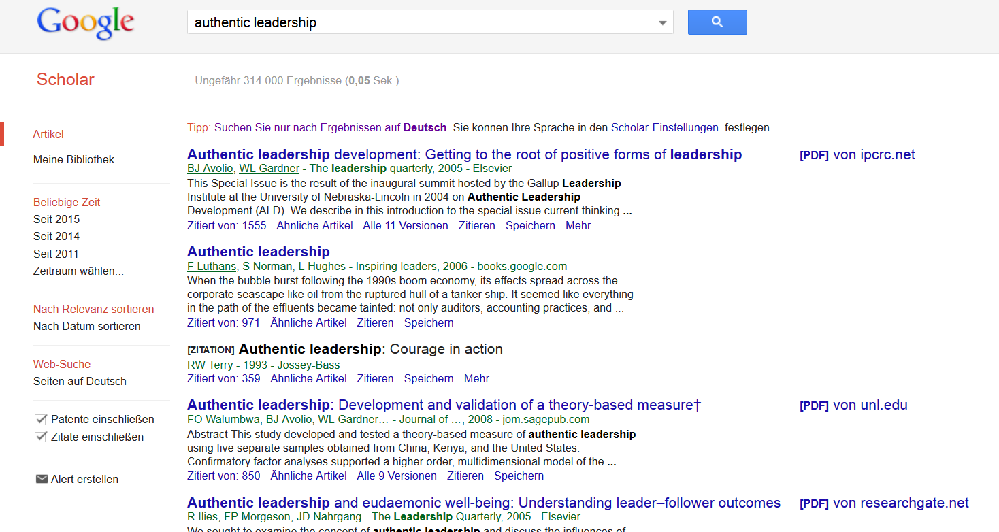 Google
authentic leadership
Scholar
Ungefähr 314.000 Ergebnisse (0,05 Sek.)
Artikel
Meine Bibliothek
Beliebige Zeit
Seit 2015
Seit 2014
Seit 2011
Zeitraum wählen...
Nach Relevanz sortieren
Nach Datum sortieren
Web-Suche
Seiten auf Deutsch
Patente einschließen
Zitate einschließen
Alert erstellen
Tipp: Suchen Sie nur nach Ergebnissen auf Deutsch. Sie können Ihre Sprache in den Scholar-Einstellungen. festlegen.
Authentic leadership development: Getting to the root of positive forms of leadership
BJ Avolio, WL Gardner - The leadership quarterly, 2005 - Elsevier
This Special Issue is the result of the inaugural summit hosted by the Gallup Leadership
Institute at the University of Nebraska-Lincoln in 2004 on Authentic Leadership
Development (ALD). We describe in this introduction to the special issue current thinking ...
Zitiert von: 1555 Ähnliche Artikel Alle 11 Versionen Zitieren Speichern Mehr
[PDF] von ipcrc.net
Authentic leadership
F Luthans, S Norman, L Hughes - Inspiring leaders, 2006 - books.google.com
When the bubble burst following the 1990s boom economy, its effects spread across the
corporate seascape like oil from the ruptured hull of a tanker ship. It seemed like everything
in the path of the effluents became tainted: not only auditors, accounting practices, and ...
Zitiert von: 971 Ähnliche Artikel Zitieren Speichern
[ZITATION] Authentic leadership: Courage in action
RW Terry - 1993 - Jossey-Bass
Zitiert von: 359 Ähnliche Artikel Zitieren Speichern Mehr
Authentic leadership: Development and validation of a theory-based measure†
FO Walumbwa, BJ Avolio, WL Gardner… - Journal of …, 2008 - jom.sagepub.com
Abstract This study developed and tested a theory-based measure of authentic leadership
using five separate samples obtained from China, Kenya, and the United States.
Confirmatory factor analyses supported a higher order, multidimensional model of the ...
Zitiert von: 850 Ähnliche Artikel Alle 9 Versionen Zitieren Speichern
[PDF] von unl.edu
Authentic leadership and eudaemonic well-being: Understanding leader–follower outcomes
R Ilies, FP Morgeson, JD Nahrgang - The Leadership Quarterly, 2005 - Elsevier
We sought to examine the concept of authentic leadership and discuss the influences of
[PDF] von researchgate.net